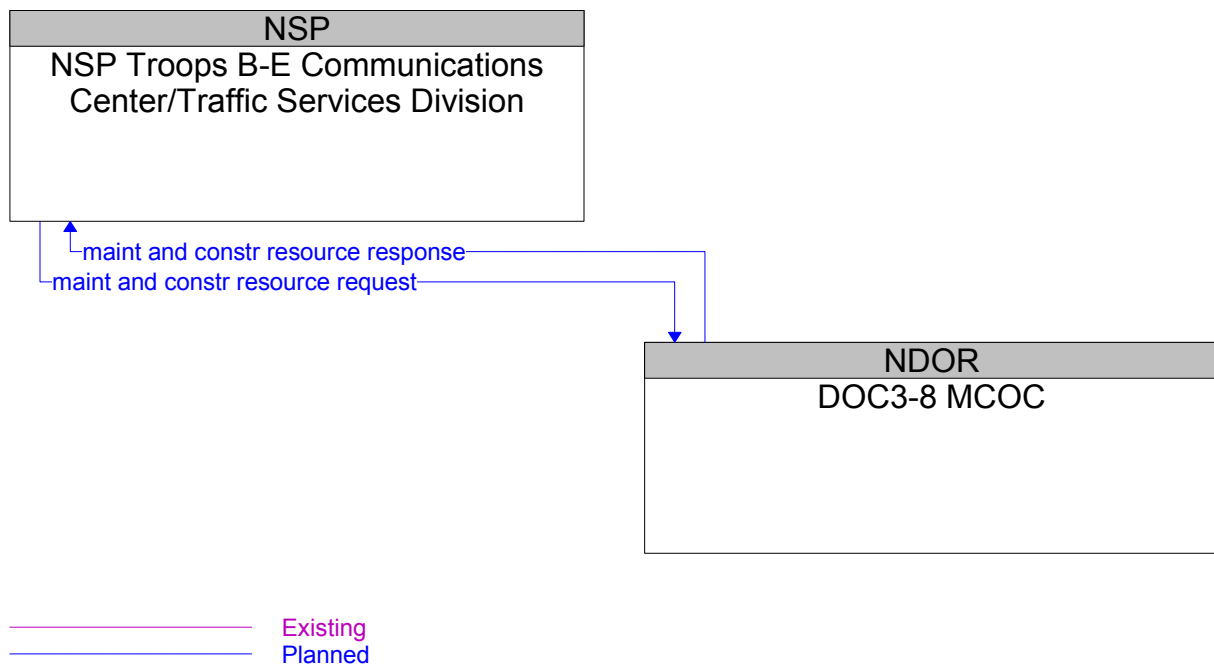 NSP
NSP Troops B-E Communications
Center/Traffic Services Division
maint and constr resource response
maint and constr resource request
NDOR
DOC3-8 MCOC
Existing
Planned